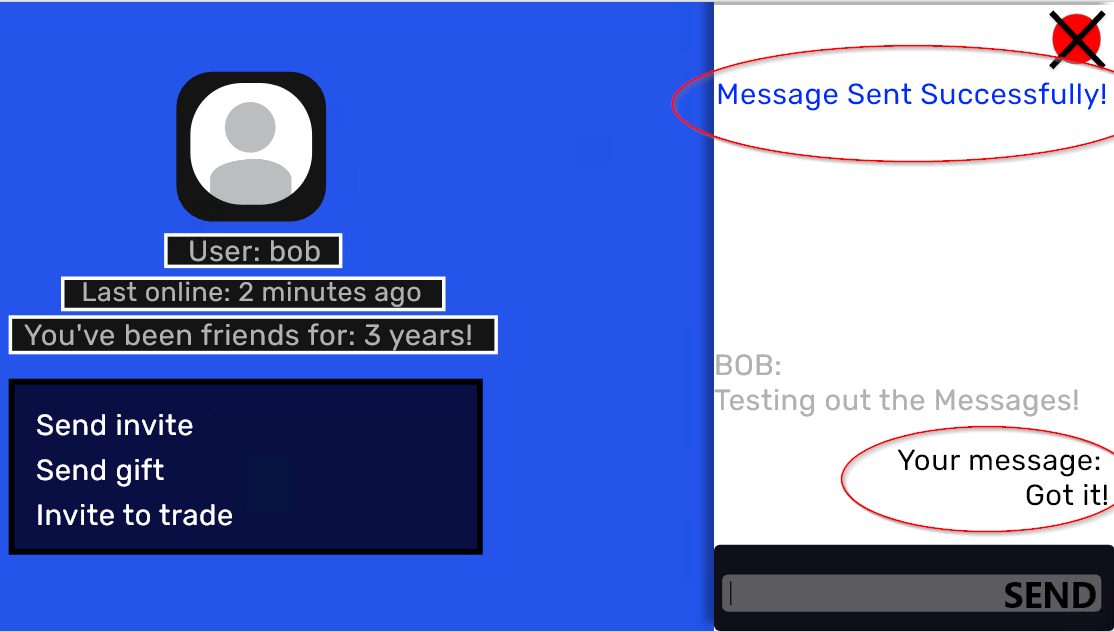 User: bob
Last online: 2 minutes ago
You've been friends for: 3 years!
Send invite
Send gift
Invite to trade
Message Sent Successfully!
BOB:
Testing out the Messages!
Your message:
Got it!
SEND